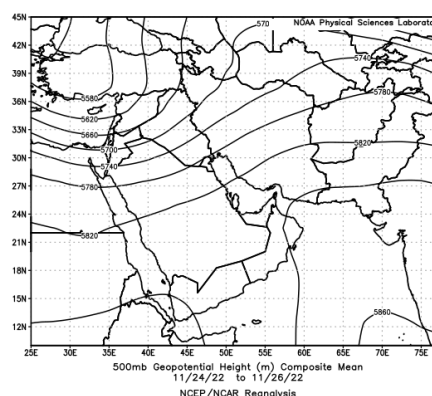 NOAA Physical Sciences Laborato
45N
42N
39N
36N
33N
30N
27N
24N
21N
18N
15N
12N
570
5740
5780
5820
5580
5620
5660
5700
5740
5780
5820
5860
25E 30E 35E 40E 45E 50E 55E 60E 65E 70E 75E
500mb Geopotential Height (m) Composite Mean
11/24/22 to 11/26/22
NCEP/NCAR Reanalysis